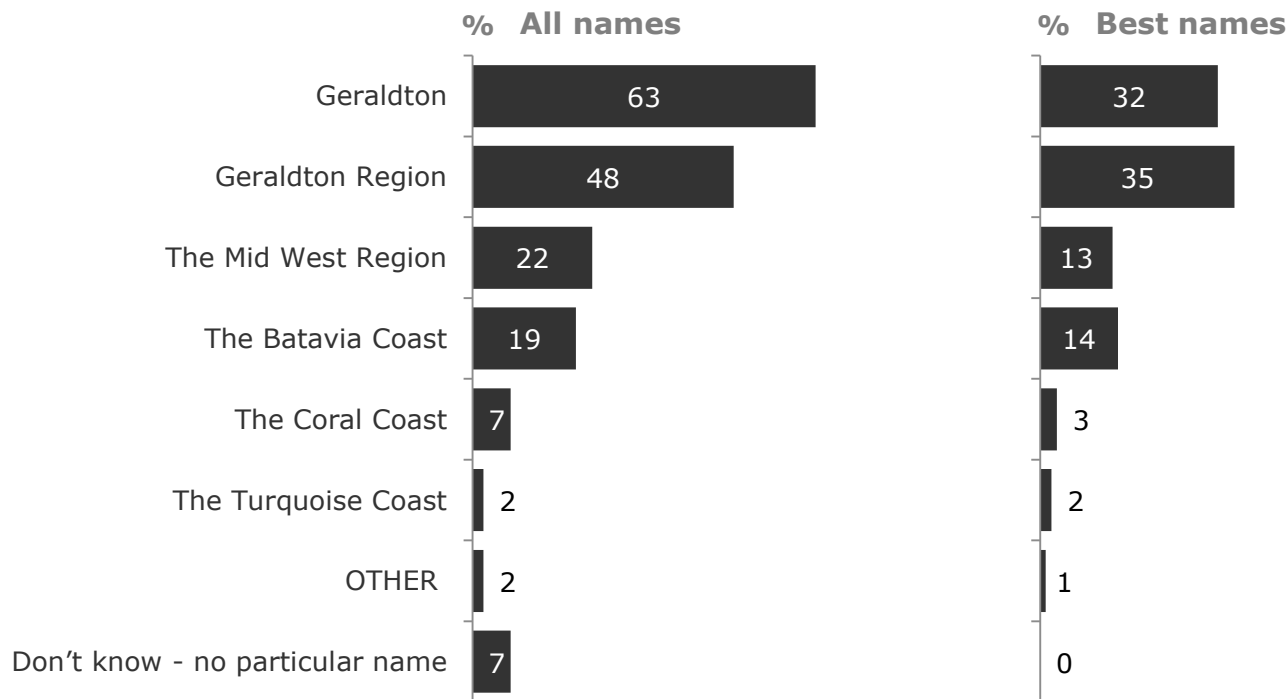 % All names % Best names
Geraldton 63 32
Geraldton Region 48 35
The Mid West Region 22 13
The Batavia Coast 19 14
The Coral Coast 7 3
The Turquoise Coast 2 2
OTHER 2 1
Don’t know - no particular name 7 0